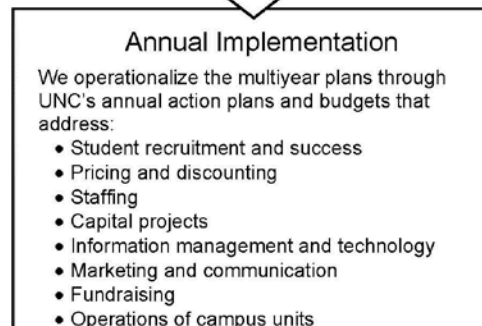 Annual Implementation
We operationalize the multiyear plans through
UNC's annual action plans and budgets that
address:
• Student recruitment and success
• Pricing and discounting
• Staffing
• Capital projects
• Information management and technology
• Marketing and communication
• Fundraising
• Operations of campus units